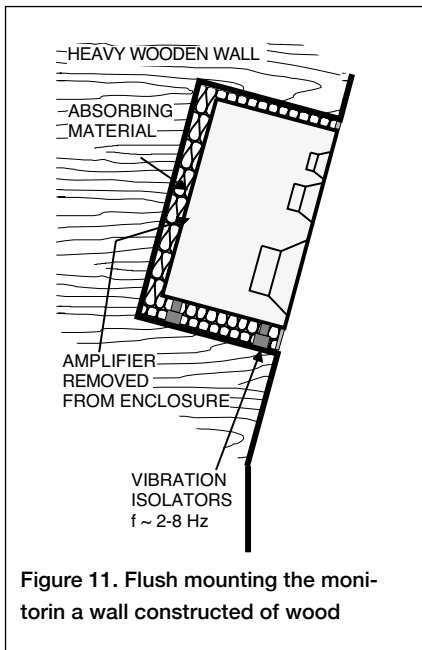 HEAVY WOODEN WALL
ABSORBING
MATERIAL
AMPLIFIER
REMOVED
FROM ENCLOSURE
VIBRATION
ISOLATORS
f ~ 2-8 Hz
Figure 11. Flush mounting the moni-
torin a wall constructed of wood